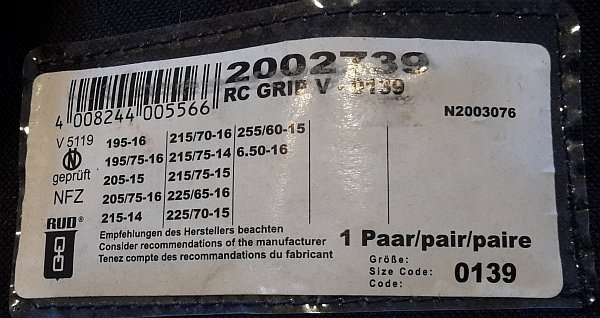 2002739
RC GRIP V - 0139
4 008244 005566
N2003076
V 5119
geprüft
NFZ
195-16 215/70-16 255/60-15
195/75-16 215/75-14 6.50-16
205-15 215/75-15
205/75-16 225/65-16
215-14 225/70-15
RUD®
Empfehlungen des Herstellers beachten
Consider recommendations of the manufacturer
Tenez compte des recommandations du fabricant
1 Paar/pair/paire
Größe:
Size Code: 0139
Code: